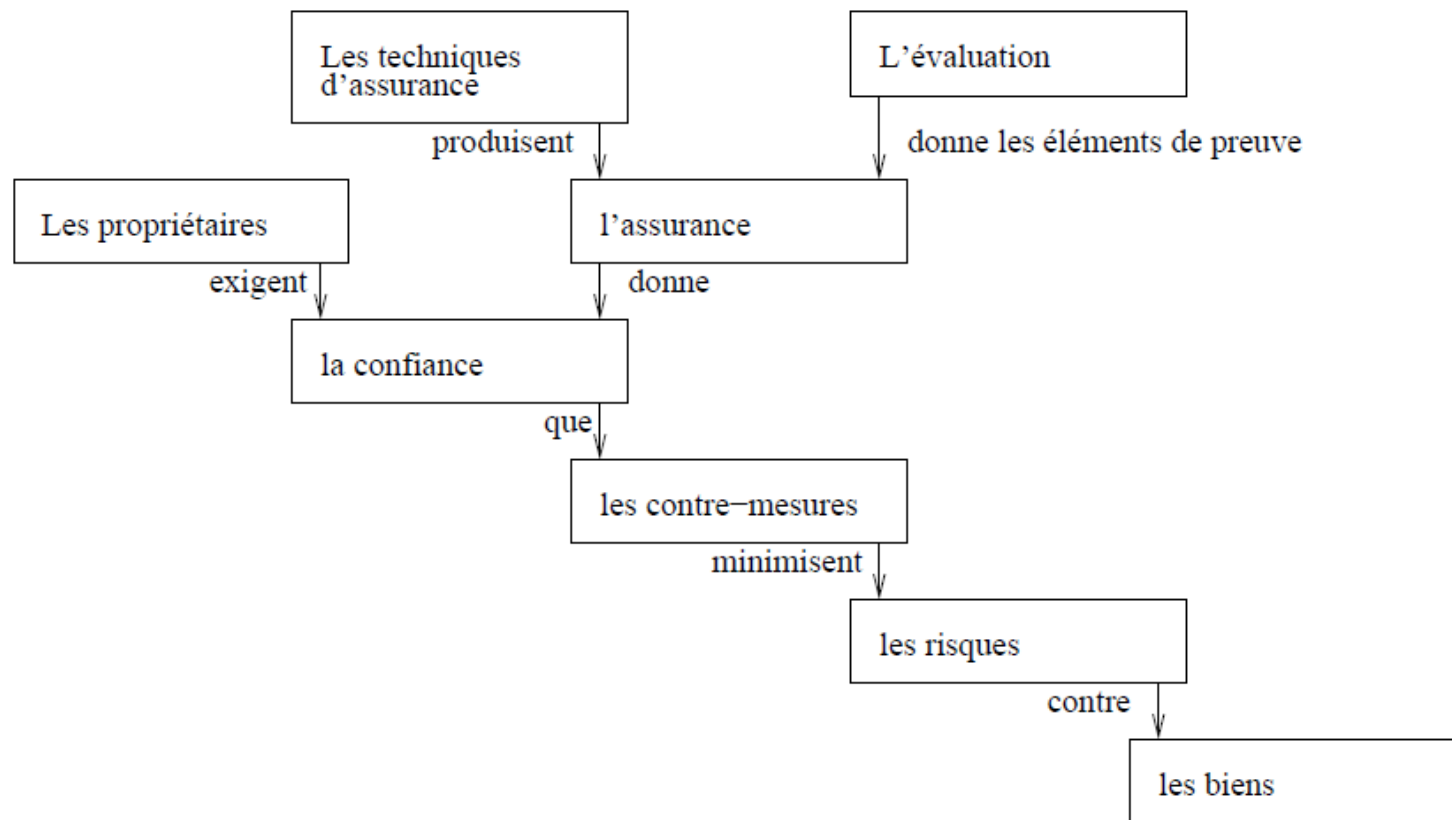 Les techniques
d'assurance
L'évaluation
produisent
donne les éléments de preuve
Les propriétaires
l'assurance
exigent
donne
la confiance
que
les contre−mesures
minimisent
les risques
contre
les biens